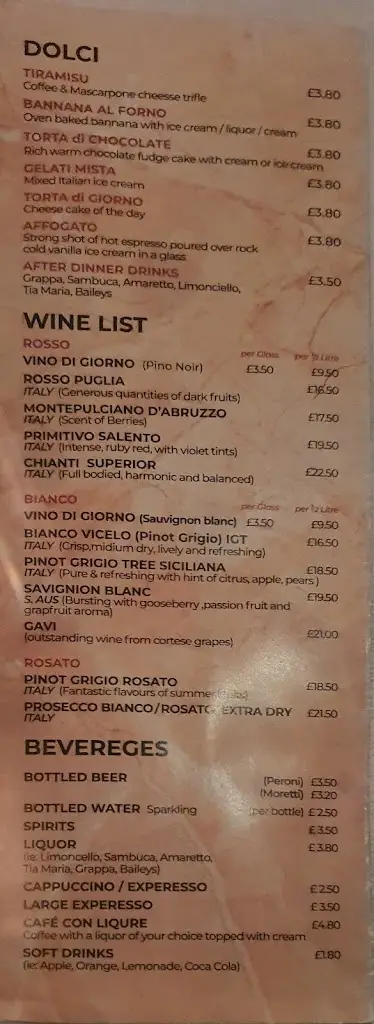 DOLCI
TIRAMISU
Coffee & Mascarpone cheesse trifle £3.80
BANNANA AL FORNO
Oven baked bannana with ice cream / liquor / cream £3.80
TORTA di CHOCOLATE £3.80
Rich warm chocolate fudge cake with cream or ice cream
GELATI MISTA
Mixed Italian ice cream £3.80
TORTA di GIORNO
Cheese cake of the day £3.80
AFFOGATO
Strong shot of hot espresso poured over rock £3.80
cold vanilla ice cream in a glass
AFTER DINNER DRINKS £3.50
Grappa, Sambuca, Amaretto, Limonciello,
Tia Maria, Baileys
WINE LIST
ROSSO per Glass per ½ Litre
VINO DI GIORNO (Pino Noir) £3.50 £9.50
ROSSO PUGLIA
ITALY (Generous quantities of dark fruits) £16.50
MONTEPULCIANO D'ABRUZZO
ITALY (Scent of Berries) £17.50
PRIMITIVO SALENTO
ITALY (Intense, ruby red, with violet tints) £19.50
CHIANTI SUPERIOR
ITALY (Full bodied, harmonic and balanced) £22.50
BIANCO per Glass per ½ Litre
VINO DI GIORNO (Sauvignon blanc) £3.50 £9.50
BIANCO VICELO (Pinot Grigio) IGT
ITALY (Crisp,midium dry, lively and refreshing) £16.50
PINOT GRIGIO TREE SICILIANA
ITALY (Pure & refreshing with hint of citrus, apple, pears ) £18.50
SAVIGNION BLANC
S, AUS (Bursting with gooseberry ,passion fruit and £19.50
grapfruit aroma)
GAVI
(outstanding wine from cortese grapes) £21.00
ROSATO
PINOT GRIGIO ROSATO
ITALY (Fantastic flavours of summer £18.50
PROSECCO BIANCO/ROSATO EXTRA DRY £21.50
ITALY
BEVEREGES
BOTTLED BEER (Peroni) £3.50
(Moretti) £3.20
BOTTLED WATER Sparkling (per bottle) £2.50
SPIRITS £3.50
LIQUOR £3.80
(ie: Limoncello, Sambuca, Amaretto,
Tia Maria, Grappa, Baileys)
CAPPUCCINO / EXPERESSO £2.50
LARGE EXPERESSO £3.50
CAFÉ CON LIQURE £4.80
Coffee with a liquor of your choice topped with cream
SOFT DRINKS £1.80
(ie: Apple, Orange, Lemonade, Coca Cola)